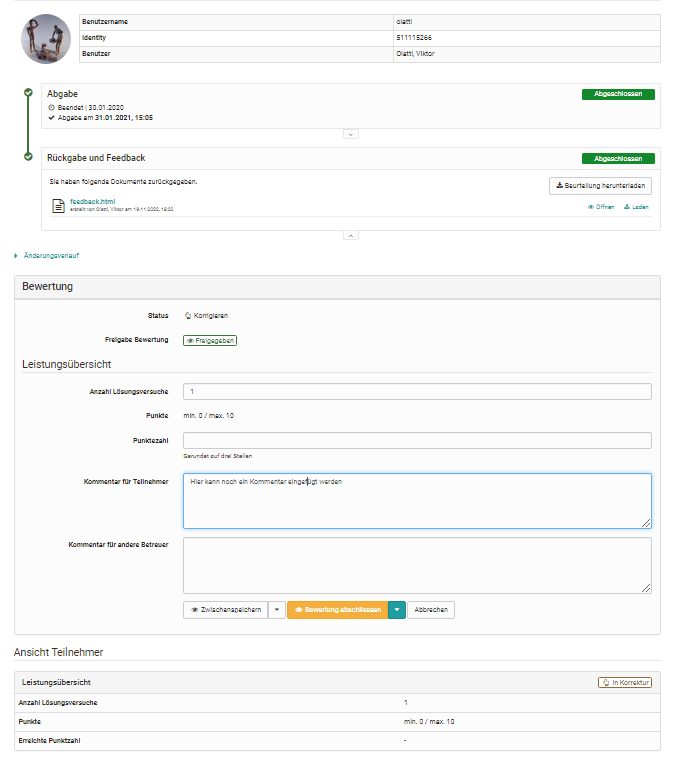 Benutzername olatti
Identity 511115266
Benutzer Olatti, Viktor
Abgabe Abgeschlossen
Beendet | 30.01.2020
Abgabe am 31.01.2021, 15:05
Rückgabe und Feedback Abgeschlossen
Sie haben folgende Dokumente zurückgegeben. Beurteilung herunterladen
feedback.html
erstellt von Olatti, Viktor am 19.11.2022, Öffnen Laden
Änderungsverlauf
Bewertung
Status Korrigieren
Freigabe Bewertung Freigegeben
Leistungsübersicht
Anzahl Lösungsversuche 1
Punkte min. 0 / max. 10
Punktezahl
Gerundet auf drei Stellen
Kommentar für Teilnehmer Hier kann noch ein Kommentar eingefügt werden
Kommentar für andere Betreuer
Zwischenspeichern Bewertung abschliessen Abbrechen
Ansicht Teilnehmer
Leistungsübersicht In Korrektur
Anzahl Lösungsversuche 1
Punkte min. 0 / max. 10
Erreichte Punktzahl -